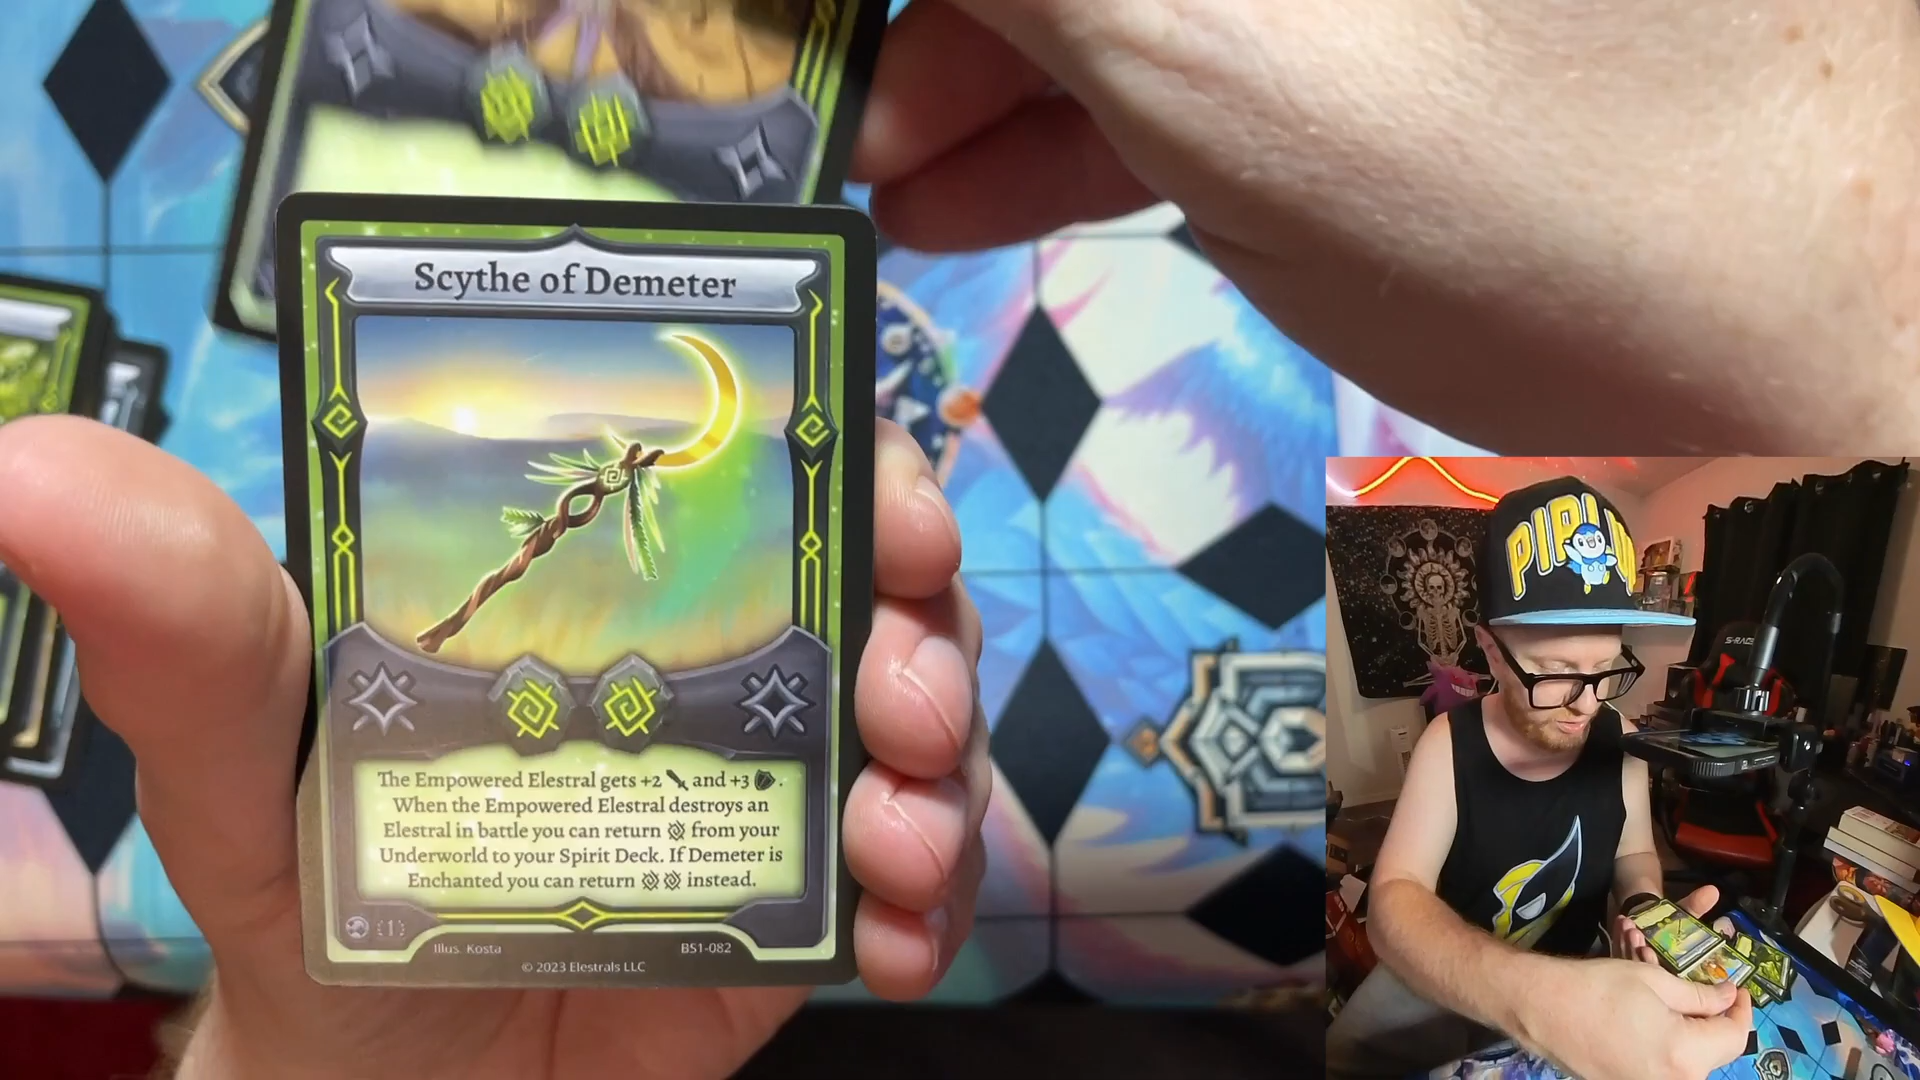 Scythe of Demeter
The Empowered Elestral gets +2 and +3 .
When the Empowered Elestral destroys an
Elestral in battle you can return from your
Underworld to your Spirit Deck. If Demeter is
Enchanted you can return instead.
1
Illus. Kosta
BS1-082
© 2023 Elestrals LLC